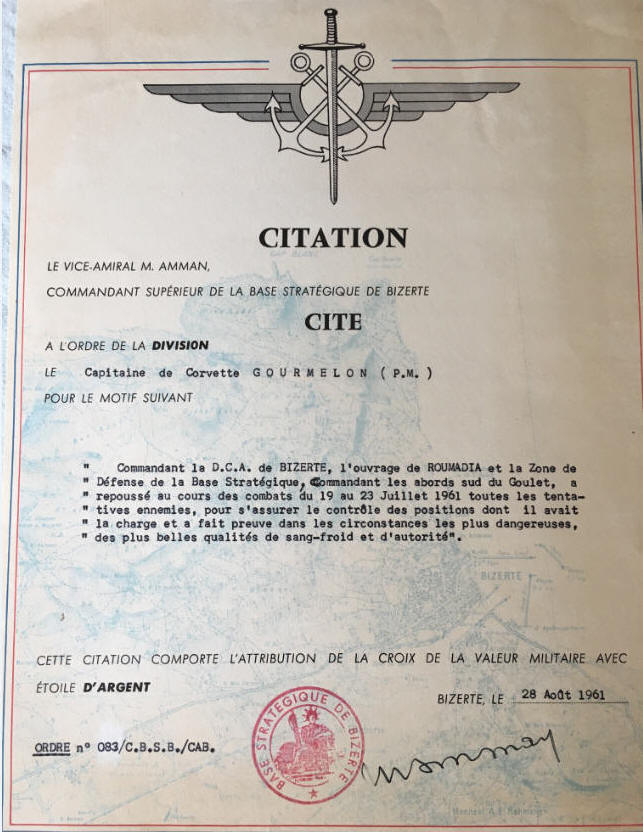 CITATION
LE VICE-AMIRAL M. AMMAN,
COMMANDANT SUPÉRIEUR DE LA BASE STRATÉGIQUE DE BIZERTE
CITE
A L'ORDRE DE LA DIVISION
LE Capitaine de Corvette GOURMELON ( P.M. )
POUR LE MOTIF SUIVANT
" Commandant la D.C.A. de BIZERTE, l'ouvrage de ROUMADIA et la Zone de
" Défense de la Base Stratégique, Commandant les abords sud du Goulet, a
" repoussé au cours des combats du 19 au 23 Juillet 1961 toutes les tenta-
" tives ennemies, pour s'assurer le contrôle des positions dont il avait
" la charge et a fait preuve dans les circonstances les plus dangereuses,
" des plus belles qualités de sang-froid et d'autorité".
BIZERTE
CETTE CITATION COMPORTE L'ATTRIBUTION DE LA CROIX DE LA VALEUR MILITAIRE AVEC
ÉTOILE D'ARGENT
BIZERTE, LE 28 Août 1961
ORDRE n° 083/C.B.S.B./CAB.
BASE STRATÉGIQUE DE BIZERTE